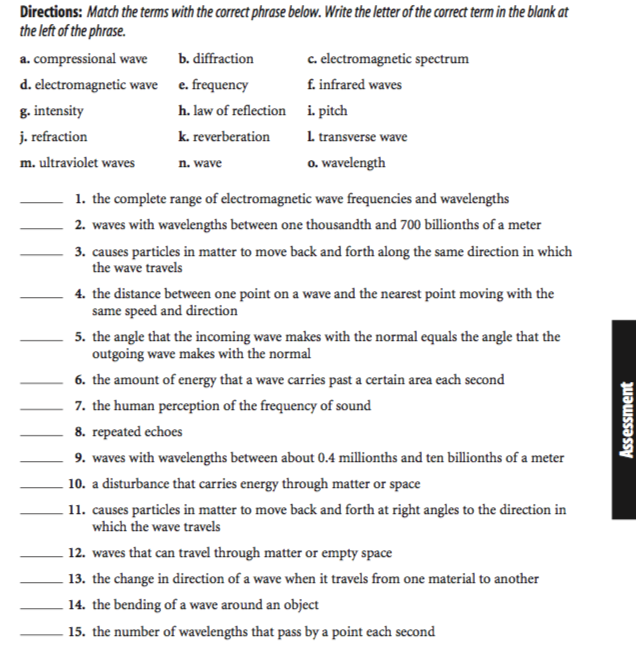 Directions: Match the terms with the correct phrase below. Write the letter of the correct term in the blank at
the left of the phrase.
a. compressional wave b. diffraction c. electromagnetic spectrum
d. electromagnetic wave e. frequency f. infrared waves
g. intensity h. law of reflection i. pitch
j. refraction k. reverberation l. transverse wave
m. ultraviolet waves n. wave o. wavelength
1. the complete range of electromagnetic wave frequencies and wavelengths
2. waves with wavelengths between one thousandth and 700 billionths of a meter
3. causes particles in matter to move back and forth along the same direction in which
the wave travels
4. the distance between one point on a wave and the nearest point moving with the
same speed and direction
5. the angle that the incoming wave makes with the normal equals the angle that the
outgoing wave makes with the normal
6. the amount of energy that a wave carries past a certain area each second
7. the human perception of the frequency of sound
8. repeated echoes
9. waves with wavelengths between about 0.4 millionths and ten billionths of a meter
10. a disturbance that carries energy through matter or space
11. causes particles in matter to move back and forth at right angles to the direction in
which the wave travels
12. waves that can travel through matter or empty space
13. the change in direction of a wave when it travels from one material to another
14. the bending of a wave around an object
15. the number of wavelengths that pass by a point each second
Assessment